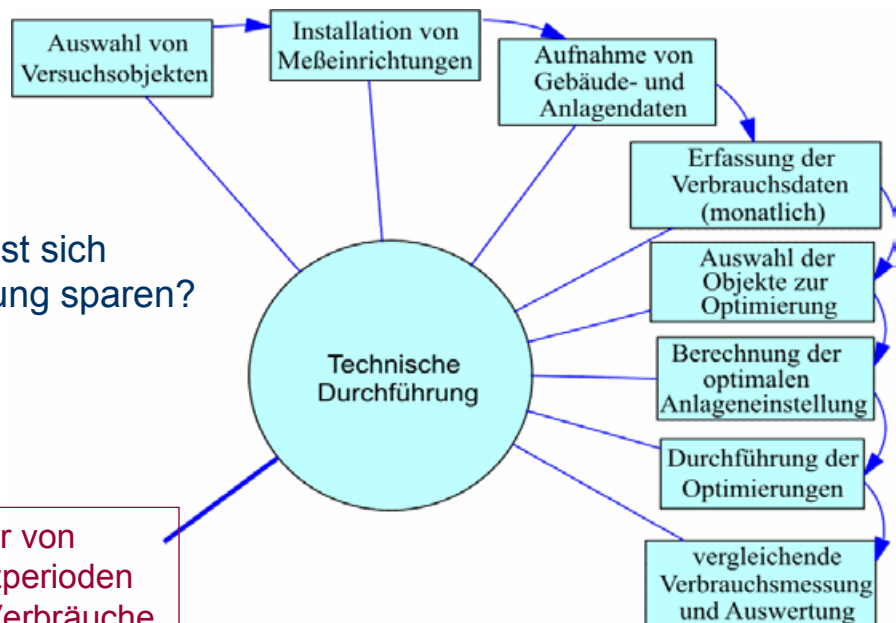 Auswahl von
Versuchsobjekten
Installation von
Meßeinrichtungen
Aufnahme von
Gebäude- und
Anlagendaten
Erfassung der
Verbrauchsdaten
(monatlich)
Auswahl der
Objekte zur
Optimierung
Berechnung der
optimalen
Anlageneinstellung
Durchführung der
Optimierungen
vergleichende
Verbrauchsmessung
und Auswertung
Technische
Durchführung
st sich
ung sparen?
r von
tperioden
Verbräuche